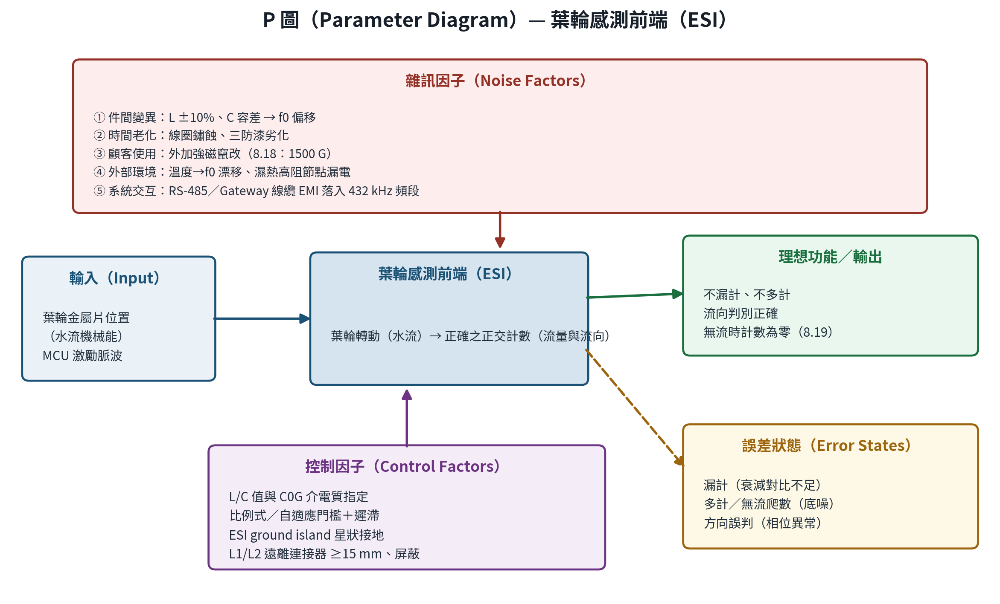 P 圖（Parameter Diagram）— 葉輪感測前端（ESI）
雜訊因子（Noise Factors）
① 件間變異：L ±10%、C 容差 → f0 偏移
② 時間老化：線圈鏽蝕、三防漆劣化
③ 顧客使用：外加強磁竄改（8.18：1500 G）
④ 外部環境：溫度→f0 漂移、濕熱高阻節點漏電
⑤ 系統交互：RS-485／Gateway 線纜 EMI 落入 432 kHz 頻段
輸入（Input）
葉輪金屬片位置
（水流機械能）
MCU 激勵脈波
葉輪感測前端（ESI）
葉輪轉動（水流）→ 正確之正交計數（流量與流向）
理想功能／輸出
不漏計、不多計
流向判別正確
無流時計數為零（8.19）
控制因子（Control Factors）
L/C 值與 C0G 介電質指定
比例式／自適應門檻＋遲滯
ESI ground island 星狀接地
L1/L2 遠離連接器 ≥15 mm、屏蔽
誤差狀態（Error States）
漏計（衰減對比不足）
多計／無流爬數（底噪）
方向誤判（相位異常）